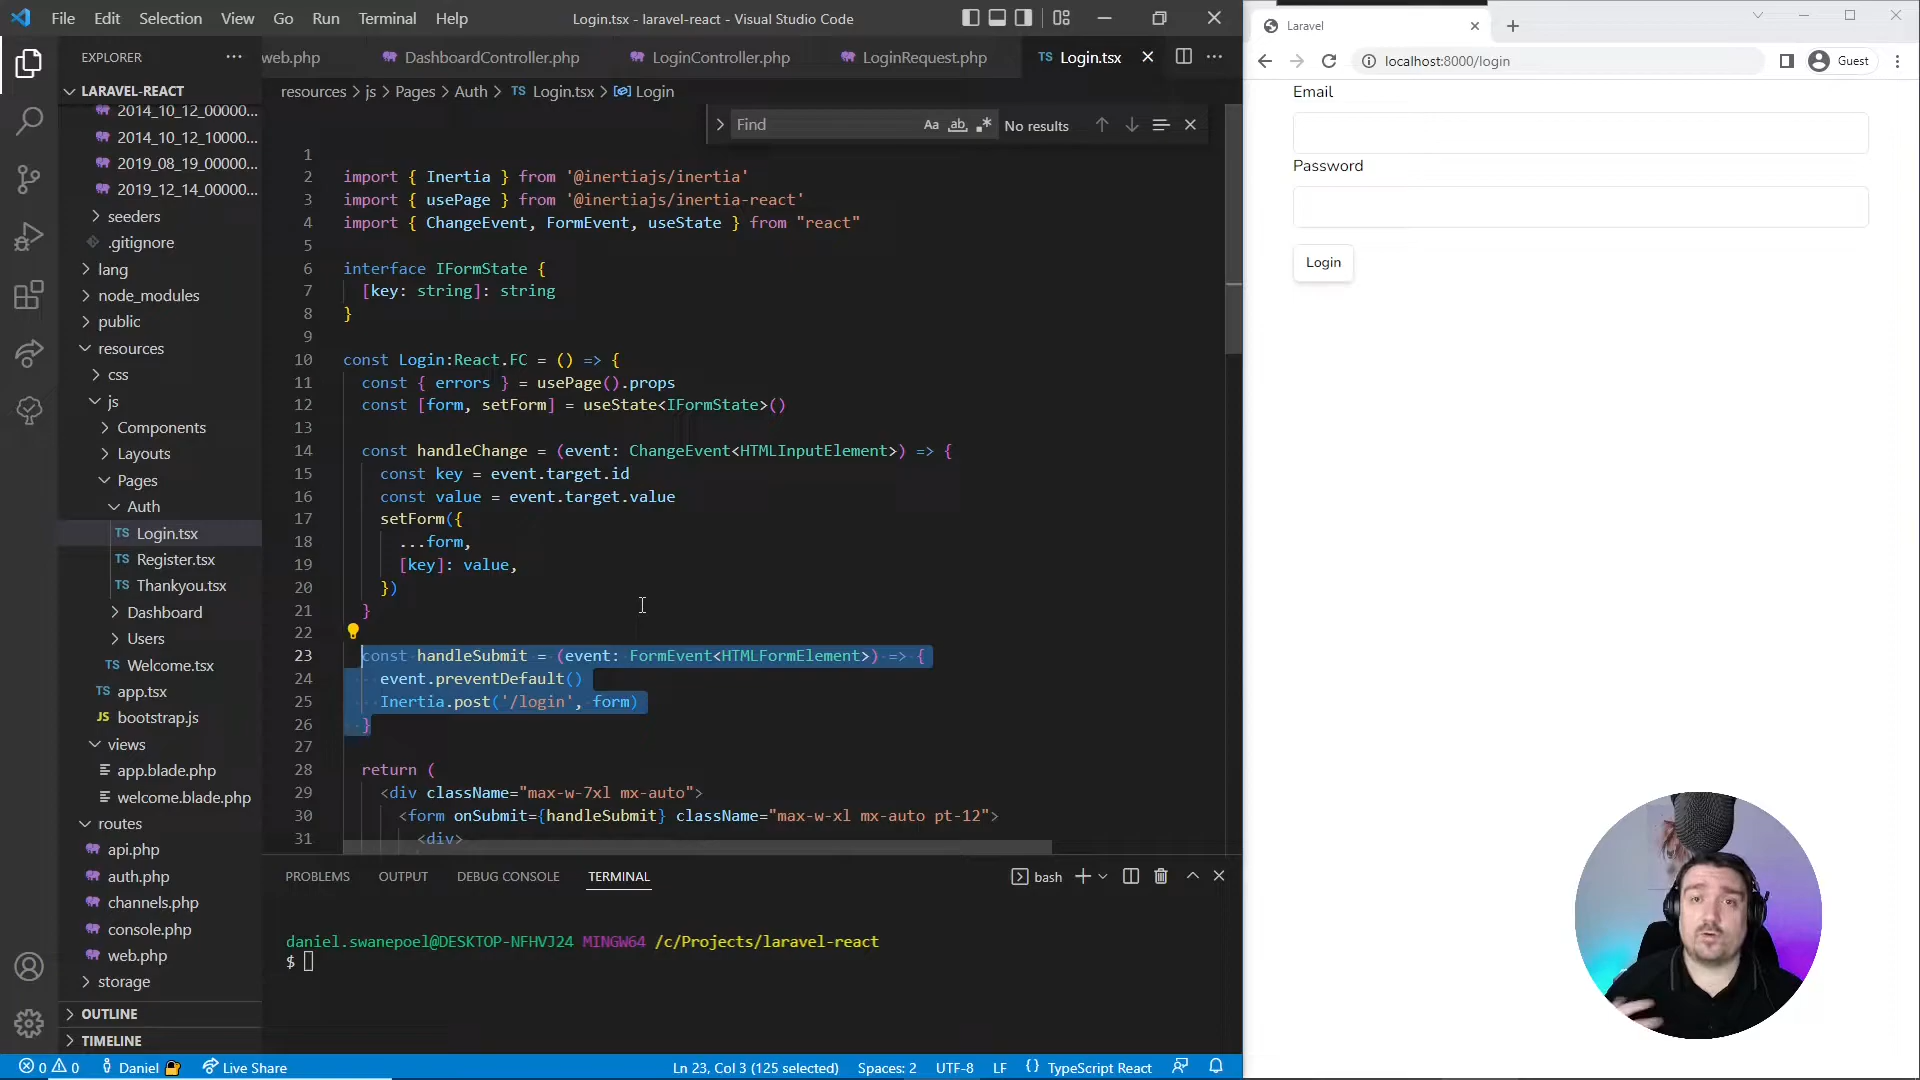 File Edit Selection View Go Run Terminal Help
Login.tsx - laravel-react - Visual Studio Code
EXPLORER
LARAVEL-REACT
2014_10_12_00000...
2014_10_12_10000...
2019_08_19_00000...
2019_12_14_00000...
seeders
.gitignore
lang
node_modules
public
resources
css
js
Components
Layouts
Pages
Auth
TS Login.tsx
TS Register.tsx
TS Thankyou.tsx
Dashboard
Users
TS Welcome.tsx
TS app.tsx
JS bootstrap.js
views
app.blade.php
welcome.blade.php
routes
api.php
auth.php
channels.php
console.php
web.php
storage
OUTLINE
TIMELINE
web.php DashboardController.php LoginController.php LoginRequest.php TS Login.tsx
resources > js > Pages > Auth > TS Login.tsx > Login
Find Aa ab No results
1
2 import { Inertia } from '@inertiajs/inertia'
3 import { usePage } from '@inertiajs/inertia-react'
4 import { ChangeEvent, FormEvent, useState } from "react"
5
6 interface IFormState {
7 [key: string]: string
8 }
9
10 const Login:React.FC = () => {
11 const { errors } = usePage().props
12 const [form, setForm] = useState<IFormState>()
13
14 const handleChange = (event: ChangeEvent<HTMLInputElement>) => {
15 const key = event.target.id
16 const value = event.target.value
17 setForm({
18 ...form,
19 [key]: value,
20 })
21 }
22
23 const handleSubmit = (event: FormEvent<HTMLFormElement>) => {
24 event.preventDefault()
25 Inertia.post('/login', form)
26 }
27
28 return (
29 <div className="max-w-7xl mx-auto">
30 <form onSubmit={handleSubmit} className="max-w-xl mx-auto pt-12">
31 <div>
PROBLEMS OUTPUT DEBUG CONSOLE TERMINAL
bash
daniel.swanepoel@DESKTOP-NFHVJ24 MINGW64 /c/Projects/laravel-react
$
0 0 Daniel Live Share
Ln 23, Col 3 (125 selected) Spaces: 2 UTF-8 LF {} TypeScript React
Laravel
localhost:8000/login
Guest
Email
Password
Login